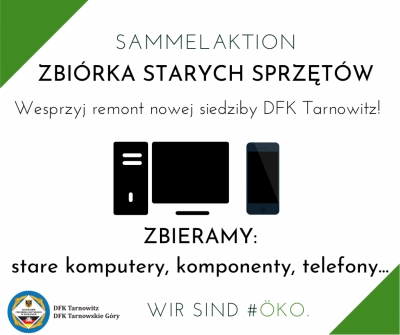 SAMMELAKTION
ZBIÓRKA STARYCH SPRZĘTÓW
Wesprzyj remont nowej siedziby DFK Tarnowitz!
ZBIERAMY:
stare komputery, komponenty, telefony...
DFK Tarnowitz
DFK Tarnowskie Góry
WIR SIND #ÖKO.